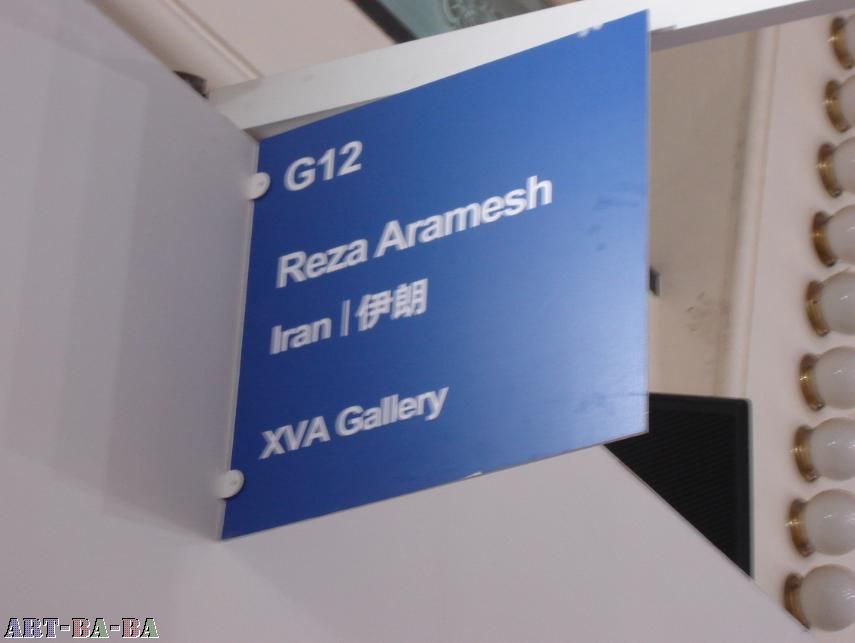 G12
Reza Aramesh
Iran | 伊朗
XVA Gallery
ART-BA-BA